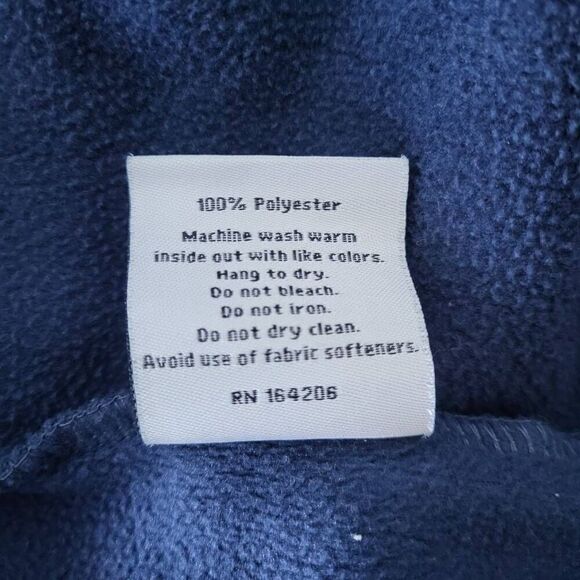 100% Polyester
Machine wash warm
inside out with like colors.
Hang to dry.
Do not bleach.
Do not iron.
Do not dry clean.
Avoid use of fabric softeners.
RN 164206